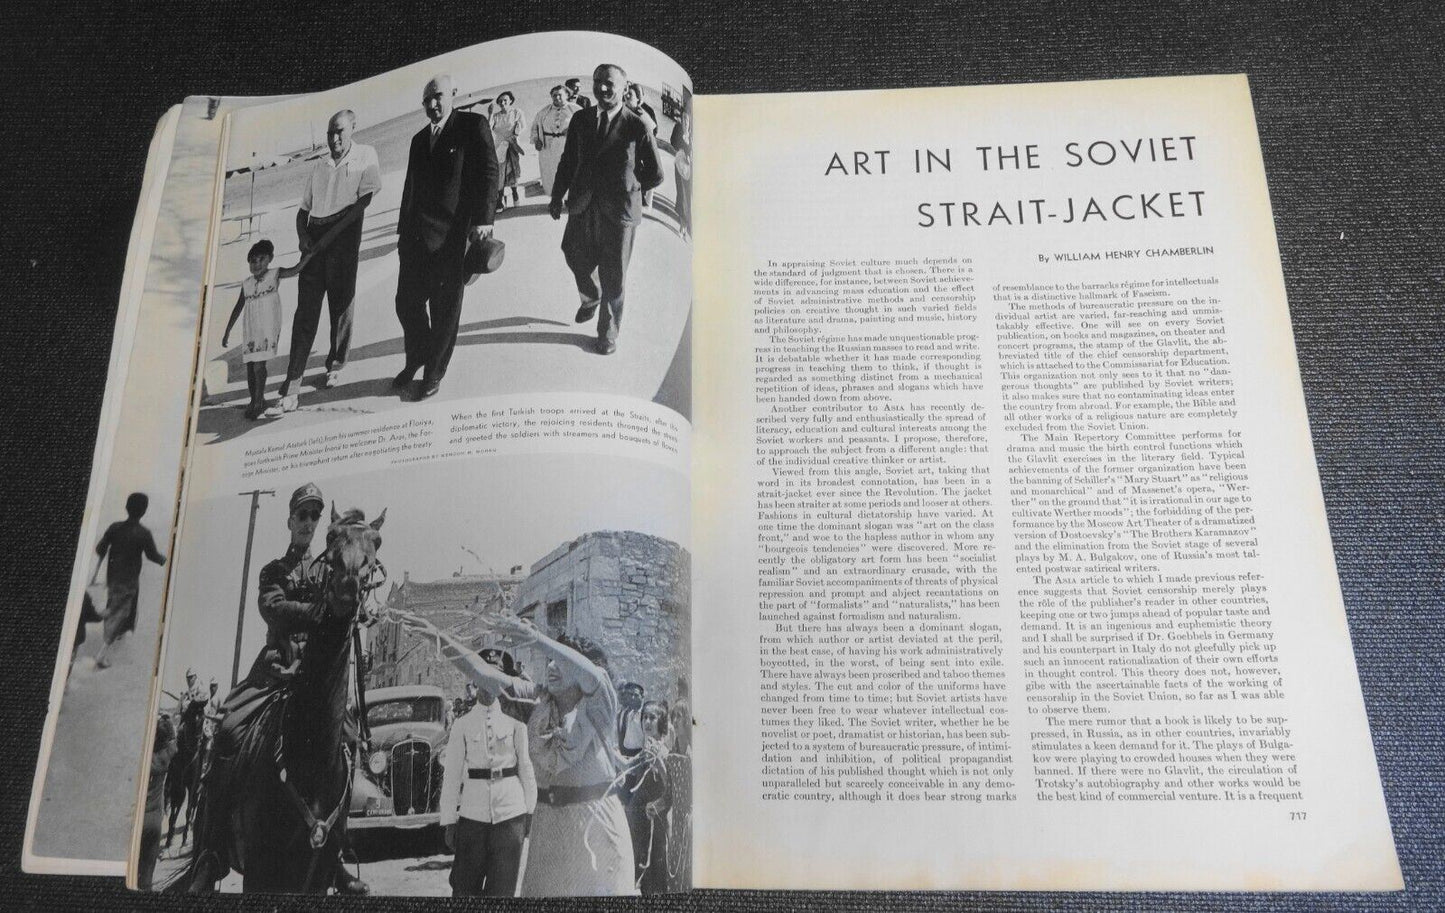 Mustafa Kamal Ataturk (left), from his summer residence at Floriya,
goes forth with Prime Minister Inonu to welcome Dr. Aras, the For-
eign Minister, on his triumphant return after negotiating the treaty
When the first Turkish troops arrived at the Straits, after the
diplomatic victory, the rejoicing residents thronged the streets
and greeted the soldiers with streamers and bouquets of flowers
PHOTOGRAPHS BY
ART IN THE SOVIET
STRAIT-JACKET
By WILLIAM HENRY CHAMBERLIN
In appraising Soviet culture much depends on
the standard of judgment that is chosen. There is a
wide difference, for instance, between Soviet achieve-
ments in advancing mass education and the effect
of Soviet administrative methods and censorship
policies on creative thought in such varied fields
as literature and drama, painting and music, history
and philosophy.
The Soviet régime has made unquestionable prog-
ress in teaching the Russian masses to read and write.
It is debatable whether it has made corresponding
progress in teaching them to think, if thought is
regarded as something distinct from a mechanical
repetition of ideas, phrases and slogans which have
been handed down from above.
Another contributor to ASIA has recently de-
scribed very fully and enthusiastically the spread of
literacy, education and cultural interests among the
Soviet workers and peasants. I propose, therefore,
to approach the subject from a different angle: that
of the individual creative thinker or artist.
Viewed from this angle, Soviet art, taking that
word in its broadest connotation, has been in a
strait-jacket ever since the Revolution. The jacket
has been straiter at some periods and looser at others.
Fashions in cultural dictatorship have varied. At
one time the dominant slogan was "art on the class
front," and woe to the hapless author in whom any
"bourgeois tendencies" were discovered. More re-
cently the obligatory art form has been "socialist
realism" and an extraordinary crusade, with the
familiar Soviet accompaniments of threats of physical
repression and prompt and abject recantations on
the part of "formalists" and "naturalists," has been
launched against formalism and naturalism.
But there has always been a dominant slogan,
from which author or artist deviated at the peril,
in the best case, of having his work administratively
boycotted, in the worst, of being sent into exile.
There have always been proscribed and taboo themes
and styles. The cut and color of the uniforms have
changed from time to time; but Soviet artists have
never been free to wear whatever intellectual cos-
tumes they liked. The Soviet writer, whether he be
novelist or poet, dramatist or historian, has been sub-
jected to a system of bureaucratic pressure, of intimi-
dation and inhibition, of political propagandist
dictation of his published thought which is not only
unparalleled but scarcely conceivable in any demo-
cratic country, although it does bear strong marks
of resemblance to the barracks régime for intellectuals
that is a distinctive hallmark of Fascism.
The methods of bureaucratic pressure on the in-
dividual artist are varied, far-reaching and unmis-
takably effective. One will see on every Soviet
publication, on books and magazines, on theater and
concert programs, the stamp of the Glavlit, the ab-
breviated title of the chief censorship department,
which is attached to the Commissariat for Education.
This organization not only sees to it that no "dan-
gerous thoughts" are published by Soviet writers;
it also makes sure that no contaminating ideas enter
the country from abroad. For example, the Bible and
all other works of a religious nature are completely
excluded from the Soviet Union.
The Main Repertory Committee performs for
drama and music the birth control functions which
the Glavlit exercises in the literary field. Typical
achievements of the former organization have been
the banning of Schiller's "Mary Stuart" as "religious
and monarchical" and of Massenet's opera, "Wer-
ther" on the ground that "it is irrational in our age to
cultivate Werther moods"; the forbidding of the per-
formance by the Moscow Art Theater of a dramatized
version of Dostoevsky's "The Brothers Karamazov"
and the elimination from the Soviet stage of several
plays by M. A. Bulgakov, one of Russia's most tal-
ented postwar satirical writers.
The ASIA article to which I made previous refer-
ence suggests that Soviet censorship merely plays
the rôle of the publisher's reader in other countries,
keeping one or two jumps ahead of popular taste and
demand. It is an ingenious and euphemistic theory
and I shall be surprised if Dr. Goebbels in Germany
and his counterpart in Italy do not gleefully pick up
such an innocent rationalization of their own efforts
in thought control. This theory does not, however,
gibe with the ascertainable facts of the working of
censorship in the Soviet Union, so far as I was able
to observe them.
The mere rumor that a book is likely to be sup-
pressed, in Russia, as in other countries, invariably
stimulates a keen demand for it. The plays of Bulga-
kov were playing to crowded houses when they were
banned. If there were no Glavlit, the circulation of
Trotsky's autobiography and other works would be
the best kind of commercial venture. It is a frequent
717